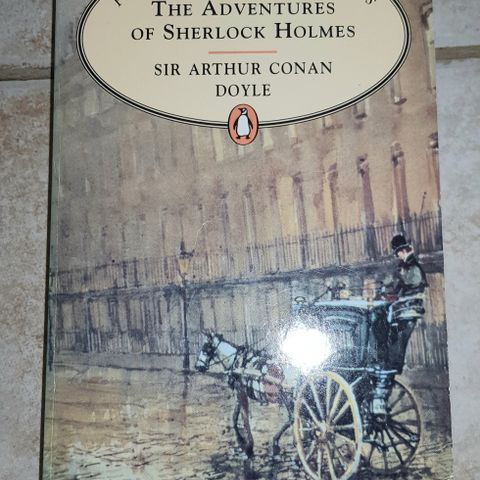 THE ADVENTURES
OF SHERLOCK HOLMES
SIR ARTHUR CONAN
DOYLE